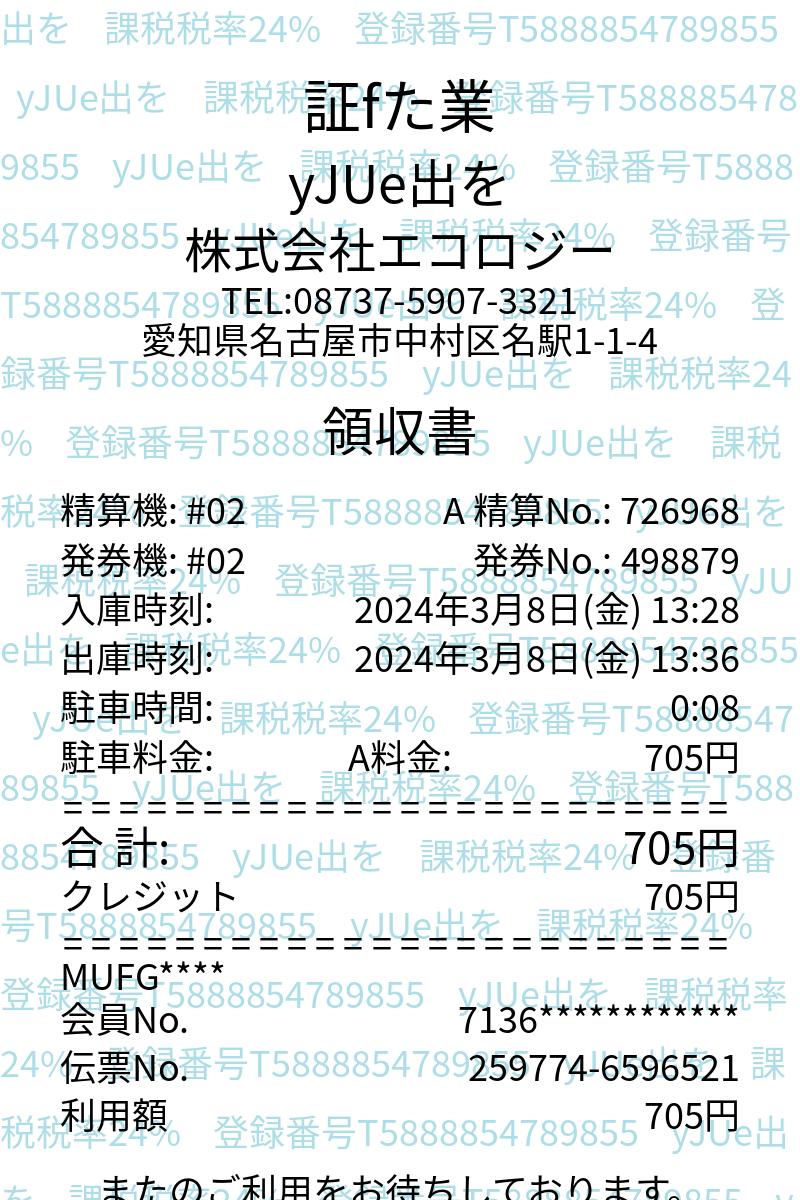 証fた業
yJUe出を
株式会社エコロジー
TEL:08737-5907-3321
愛知県名古屋市中村区名駅1-1-4
領収書
精算機: #02 A 精算No.: 726968
発券機: #02 発券No.: 498879
入庫時刻: 2024年3月8日(金) 13:28
出庫時刻: 2024年3月8日(金) 13:36
駐車時間: 0:08
駐車料金: A料金: 705円
========================
合 計: 705円
クレジット 705円
========================
MUFG****
会員No. 7136************
伝票No. 259774-6596521
利用額 705円
またのご利用をお待ちしております。
出を 課税税率24% 登録番号T5888854789855
yJUe出を 課税税率24% 登録番号T588885478
9855 yJUe出を 課税税率24% 登録番号T5888
854789855 yJUe出を 課税税率24% 登録番号
T5888854789855 yJUe出を 課税税率24% 登
録番号T5888854789855 yJUe出を 課税税率24
% 登録番号T5888854789855 yJUe出を 課税
税率24% 登録番号T5888854789855 yJUe出を
課税税率24% 登録番号T5888854789855 yJU
e出を 課税税率24% 登録番号T5888854789855
yJUe出を 課税税率24% 登録番号T58888547
89855 yJUe出を 課税税率24% 登録番号T588
8854789855 yJUe出を 課税税率24% 登録番
号T5888854789855 yJUe出を 課税税率24%
登録番号T5888854789855 yJUe出を 課税税率
24% 登録番号T5888854789855 yJUe出を 課
税税率24% 登録番号T5888854789855 yJUe出